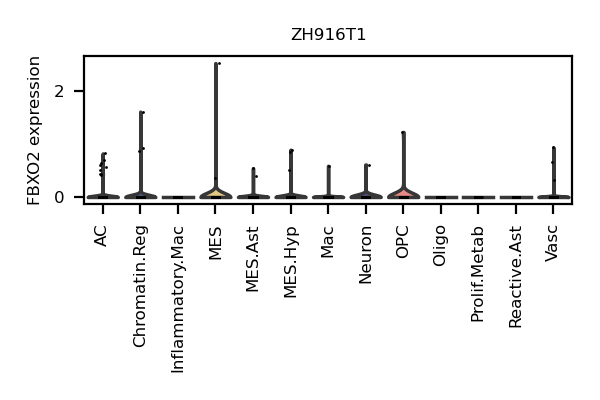 ZH916T1
FBXO2 expression
2
0
AC
Chromatin.Reg
Inflammatory.Mac
MES
MES.Ast
MES.Hyp
Mac
Neuron
OPC
Oligo
Prolif.Metab
Reactive.Ast
Vasc